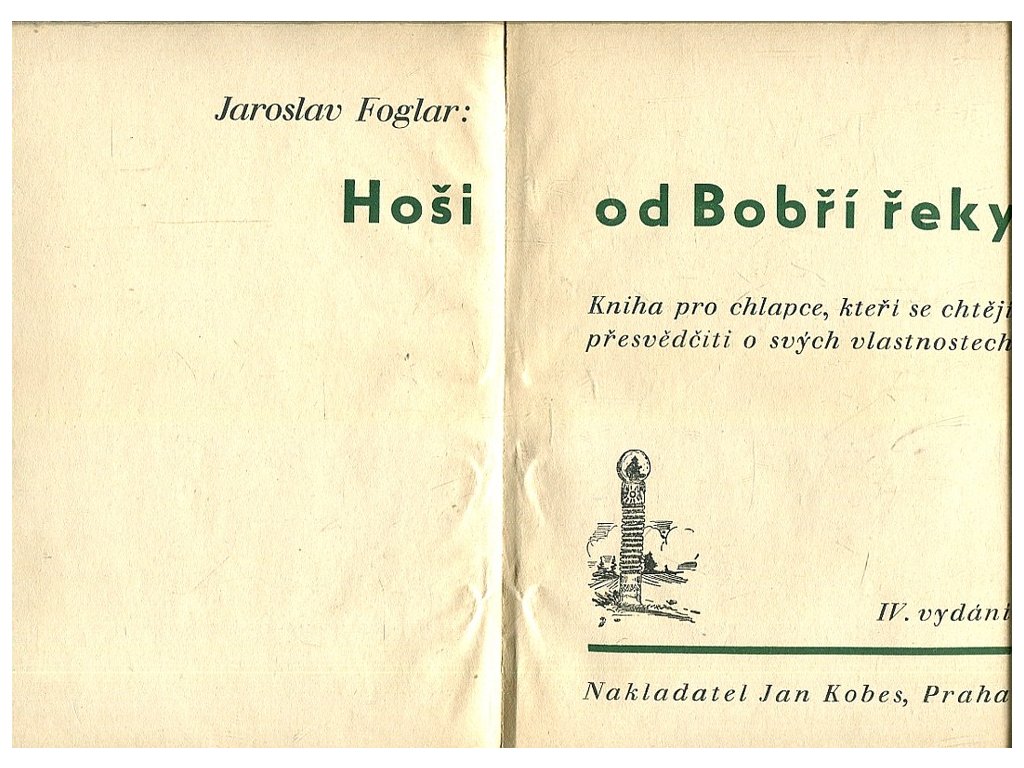 Jaroslav Foglar:
Hoši od Bobří řeky
Kniha pro chlapce, kteří se chtějí
přesvědčiti o svých vlastnostech
IV. vydání
Nakladatel Jan Kobes, Praha